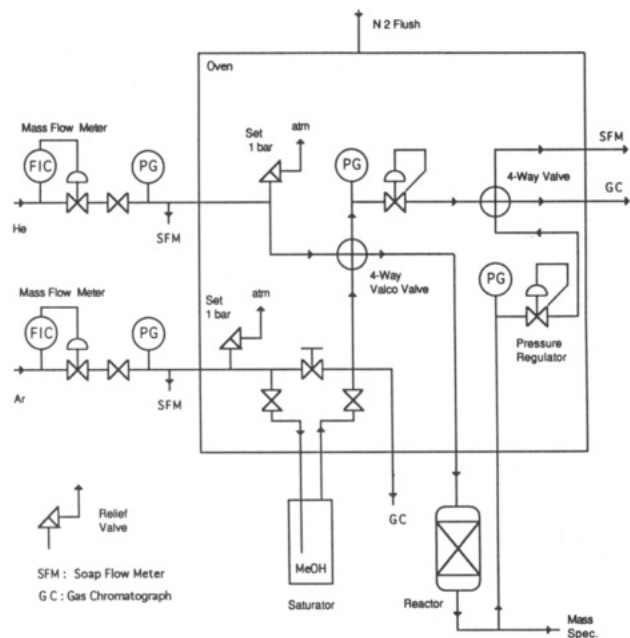 N 2 Flush
Oven
Mass Flow Meter
Set
1 bar
atm
SFM
FIC
PG
PG
4-Way Valve
GC
He
SFM
4-Way
Valco Valve
Mass Flow Meter
Set
1 bar
atm
PG
FIC
PG
Pressure
Regulator
Ar
SFM
Relief
Valve
GC
SFM : Soap Flow Meter
MeOH
G C : Gas Chromatograph
Saturator
Reactor
Mass
Spec.